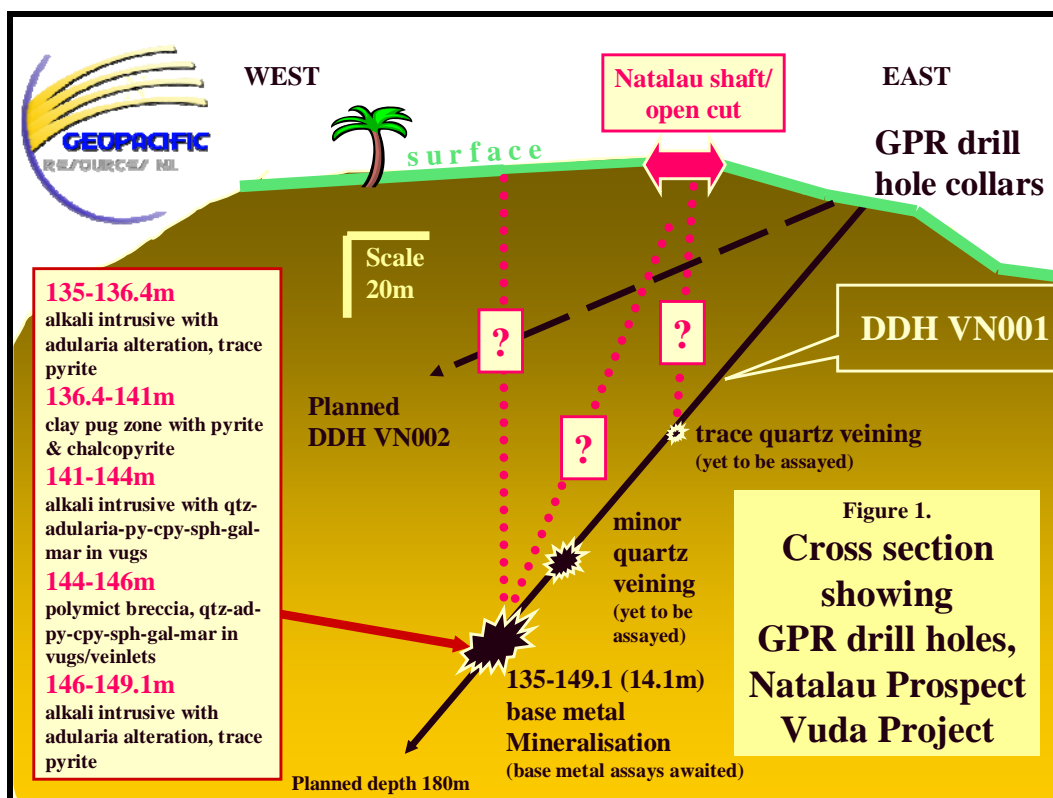 GEOPACIFIC
RESOURCES NL
WEST
Natalau shaft/
open cut
EAST
surface
GPR drill
hole collars
Scale
20m
135-136.4m
alkali intrusive with
adularia alteration, trace
pyrite
136.4-141m
clay pug zone with pyrite
& chalcopyrite
141-144m
alkali intrusive with qtz-
adularia-py-cpy-sph-gal-
mar in vugs
144-146m
polymict breccia, qtz-ad-
py-cpy-sph-gal-mar in
vugs/veinlets
146-149.1m
alkali intrusive with
adularia alteration, trace
pyrite
?
?
?
DDH VN001
Planned
DDH VN002
trace quartz veining
(yet to be assayed)
minor
quartz
veining
(yet to be
assayed)
135-149.1 (14.1m)
base metal
Mineralisation
(base metal assays awaited)
Planned depth 180m
Figure 1.
Cross section
showing
GPR drill holes,
Natalau Prospect
Vuda Project